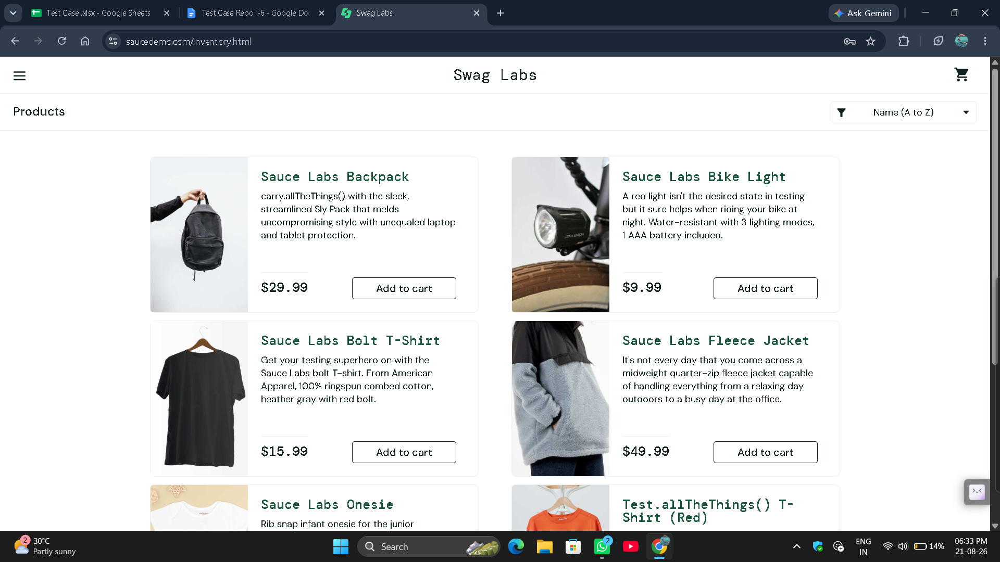 Test Case .xlsx - Google Sheets
Test Case Repo.:-6 - Google Do
Swag Labs
Ask Gemini
saucedemo.com/inventory.html
Swag Labs
Products
Name (A to Z)
Sauce Labs Backpack
carry.allTheThings() with the sleek,
streamlined Sly Pack that melds
uncompromising style with unequaled laptop
and tablet protection.
$29.99
Add to cart
Sauce Labs Bike Light
A red light isn't the desired state in testing
but it sure helps when riding your bike at
night. Water-resistant with 3 lighting modes,
1 AAA battery included.
$9.99
Add to cart
STAR UNION
Sauce Labs Bolt T-Shirt
Get your testing superhero on with the
Sauce Labs bolt T-shirt. From American
Apparel, 100% ringspun combed cotton,
heather gray with red bolt.
$15.99
Add to cart
Sauce Labs Fleece Jacket
It's not every day that you come across a
midweight quarter-zip fleece jacket capable
of handling everything from a relaxing day
outdoors to a busy day at the office.
$49.99
Add to cart
Sauce Labs Onesie
Rib snap infant onesie for the junior
Test.allTheThings() T-
Shirt (Red)
2
30°C
Partly sunny
Search
2
ENG
IN
14%
06:33 PM
21-08-26